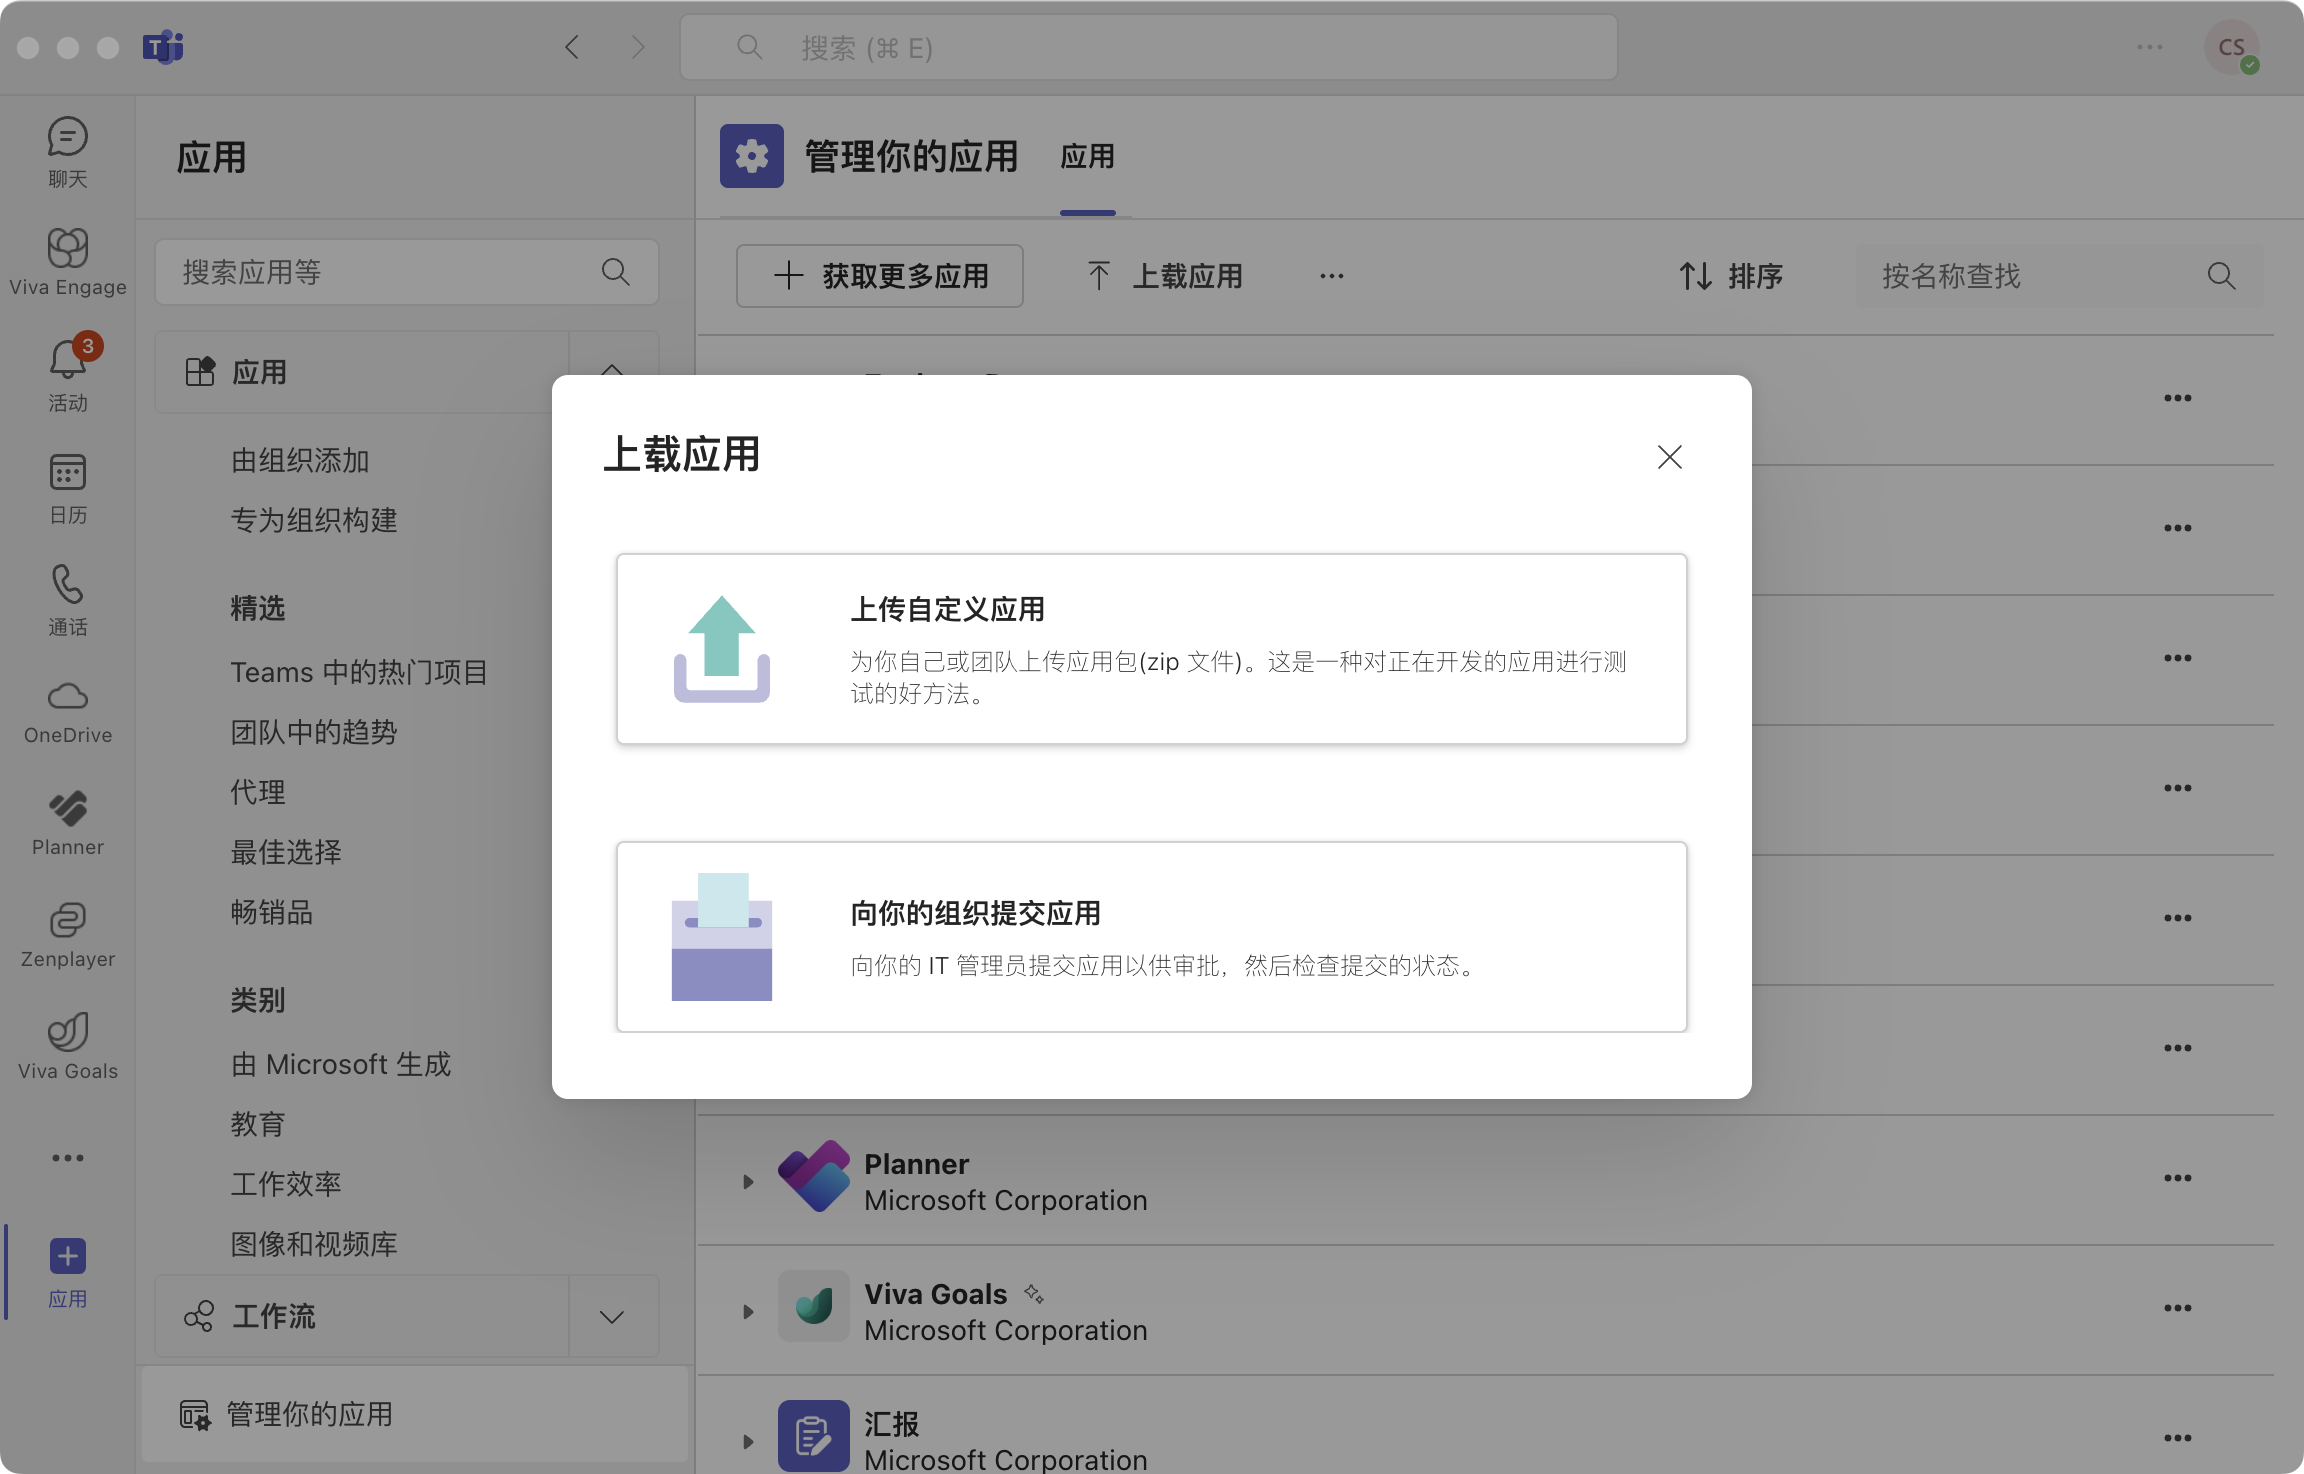 搜索 (⌘ E)
CS
聊天
Viva Engage
3
活动
日历
通话
OneDrive
Planner
Zenplayer
Viva Goals
应用
应用
搜索应用等
应用
由组织添加
专为组织构建
精选
Teams 中的热门项目
团队中的趋势
代理
最佳选择
畅销品
类别
由 Microsoft 生成
教育
工作效率
图像和视频库
工作流
管理你的应用
管理你的应用
应用
获取更多应用
上载应用
排序
按名称查找
上载应用
上传自定义应用
为你自己或团队上传应用包(zip 文件)。这是一种对正在开发的应用进行测
试的好方法。
向你的组织提交应用
向你的 IT 管理员提交应用以供审批，然后检查提交的状态。
Planner
Microsoft Corporation
Viva Goals
Microsoft Corporation
汇报
Microsoft Corporation